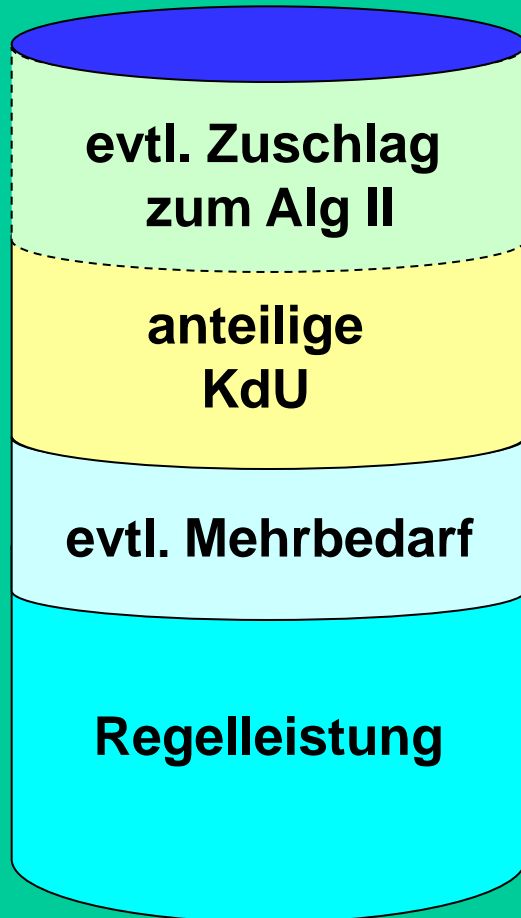 evtl. Zuschlag
zum Alg II
anteilige
KdU
evtl. Mehrbedarf
Regelleistung